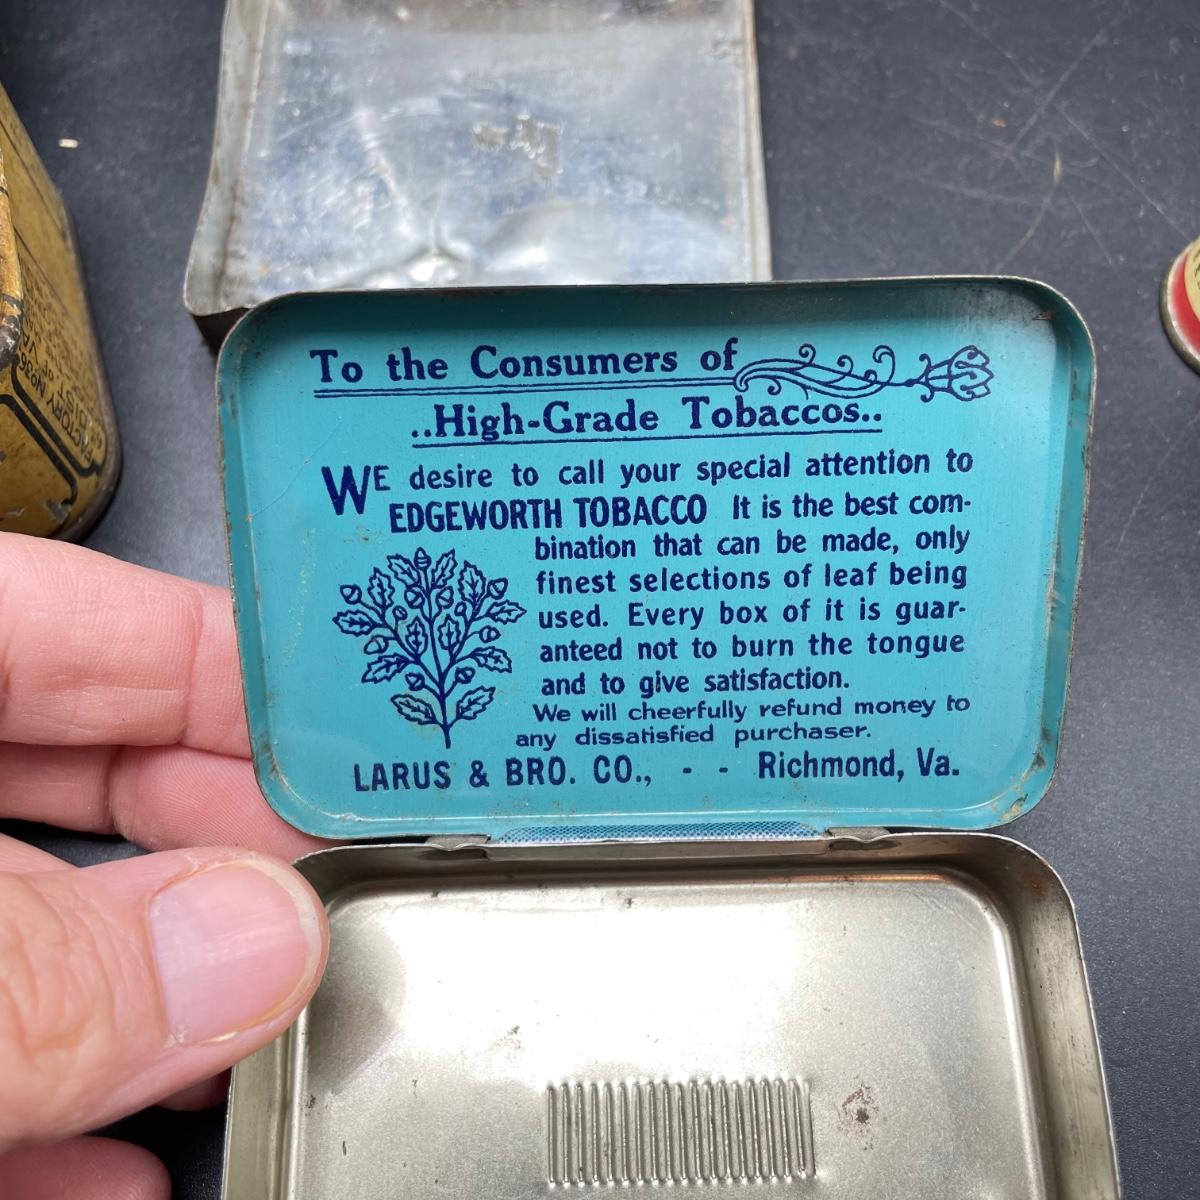 To the Consumers of
..High-Grade Tobaccos..
WE desire to call your special attention to
EDGEWORTH TOBACCO It is the best com-
bination that can be made, only
finest selections of leaf being
used. Every box of it is guar-
anteed not to burn the tongue
and to give satisfaction.
We will cheerfully refund money to
any dissatisfied purchaser.
LARUS & BRO. CO., - - Richmond, Va.
FACTORY No